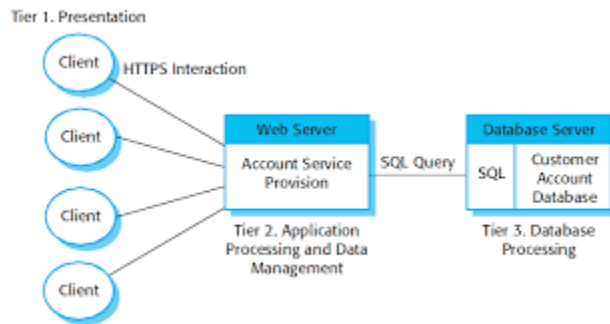 Tier 1. Presentation
Client
HTTPS Interaction
Client
Client
Client
Web Server
Account Service
Provision
Tier 2. Application
Processing and Data
Management
SQL Query
Database Server
SQL
Customer
Account
Database
Tier 3. Database
Processing